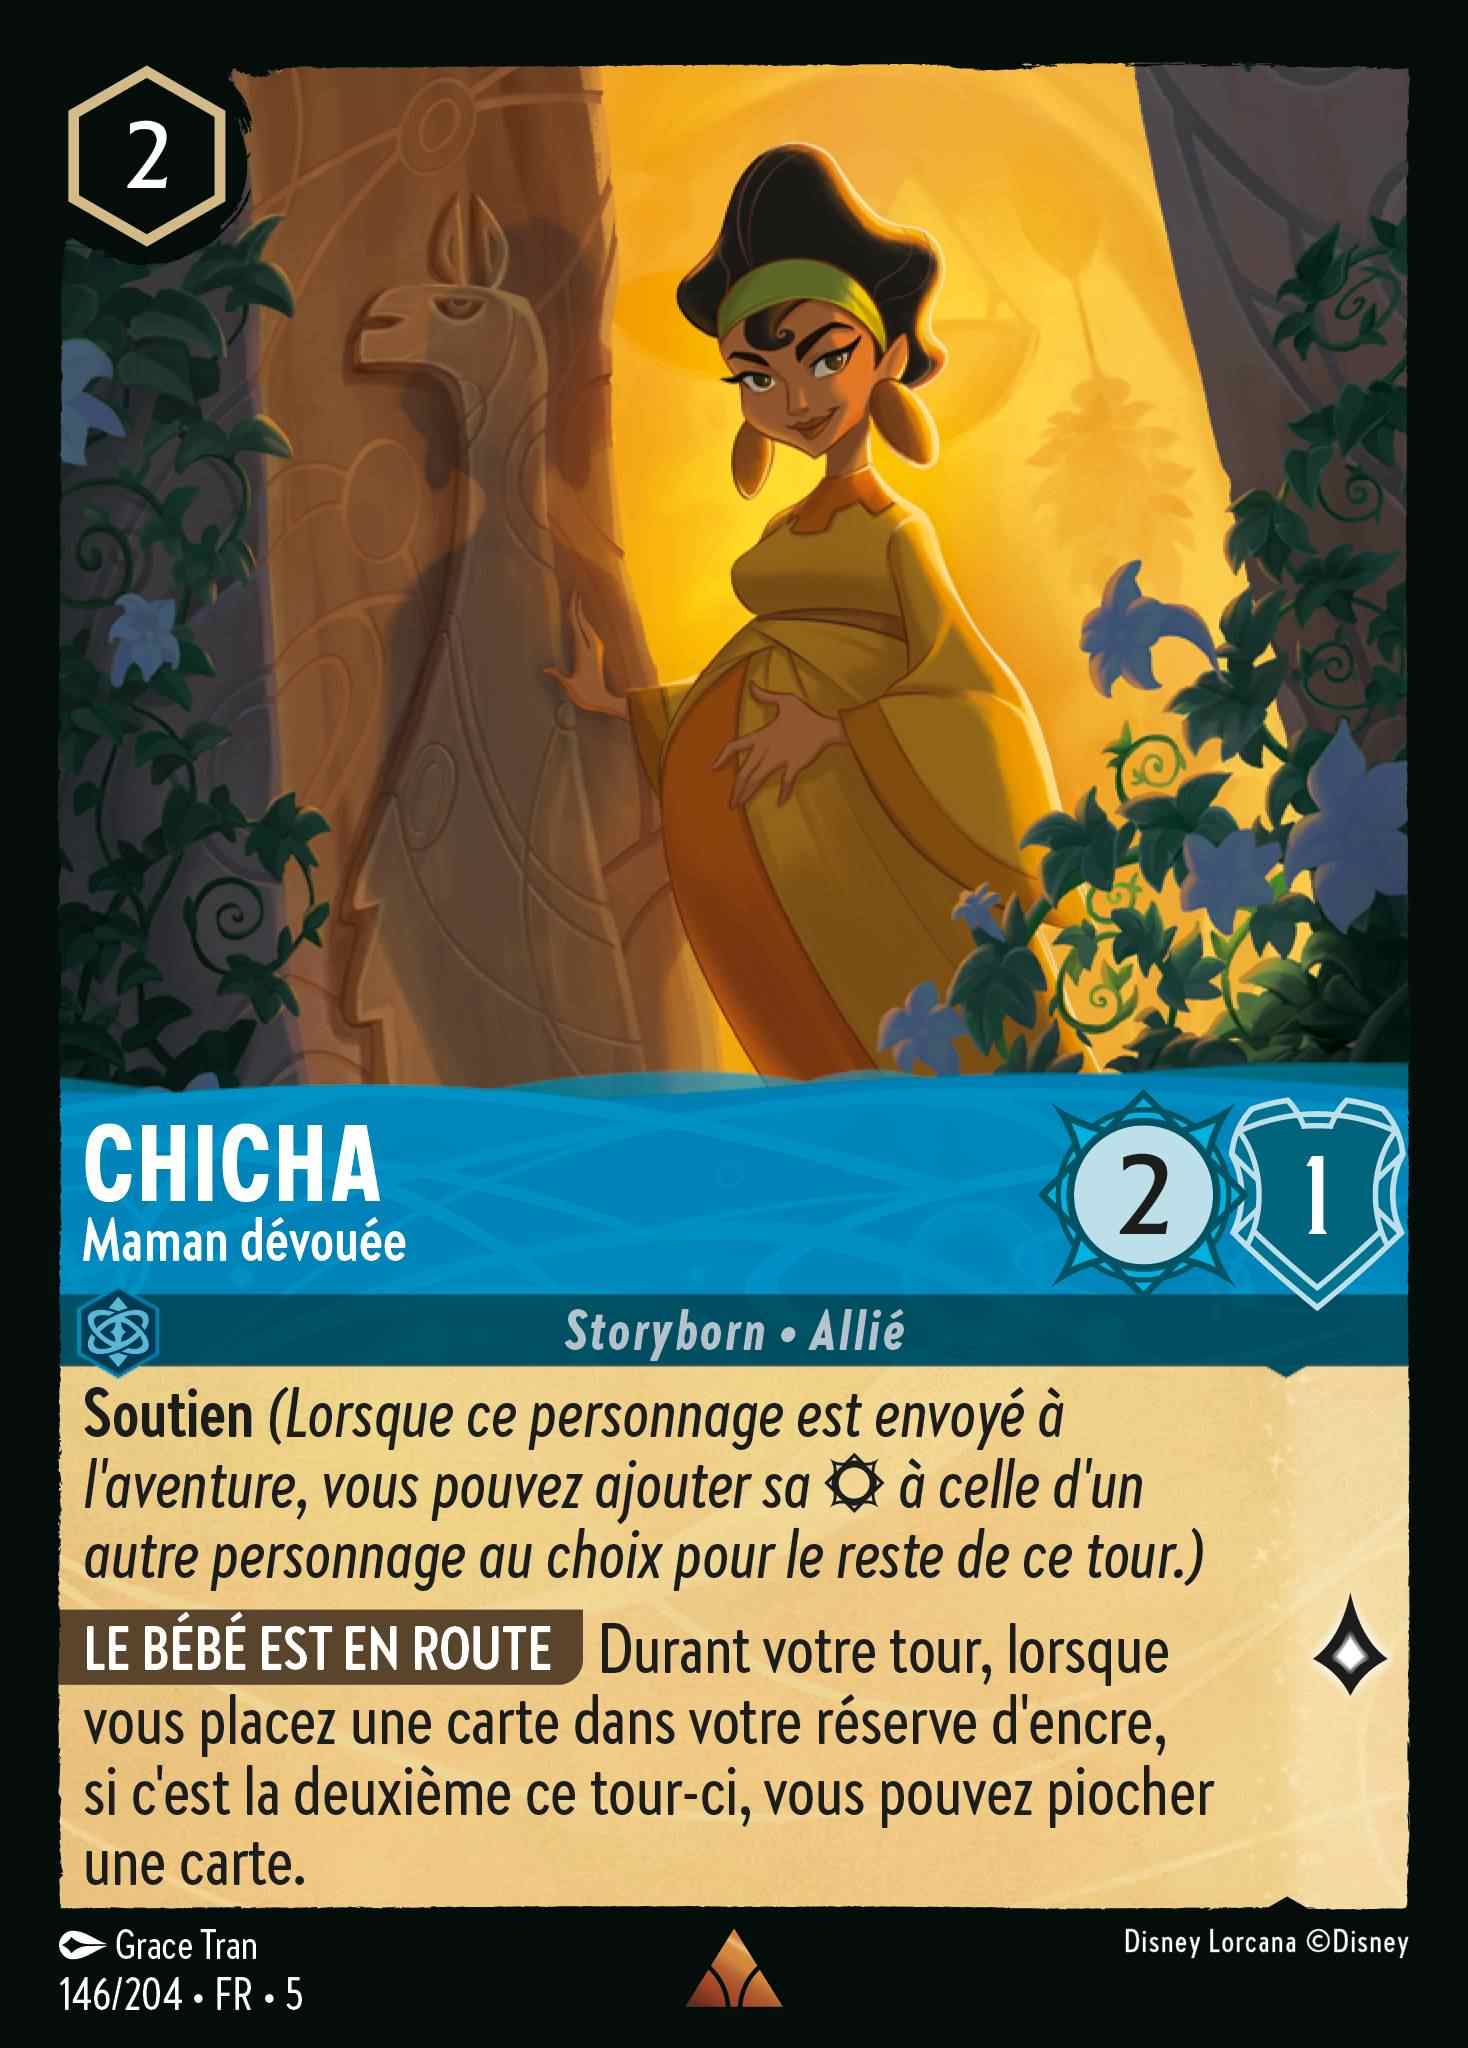 2
CHICHA
Maman dévouée
2 1
Storyborn • Allié
Soutien (Lorsque ce personnage est envoyé à
l'aventure, vous pouvez ajouter sa à celle d'un
autre personnage au choix pour le reste de ce tour.)
LE BÉBÉ EST EN ROUTE Durant votre tour, lorsque
vous placez une carte dans votre réserve d'encre,
si c'est la deuxième ce tour-ci, vous pouvez piocher
une carte.
Grace Tran
Disney Lorcana ©Disney
146/204 • FR • 5